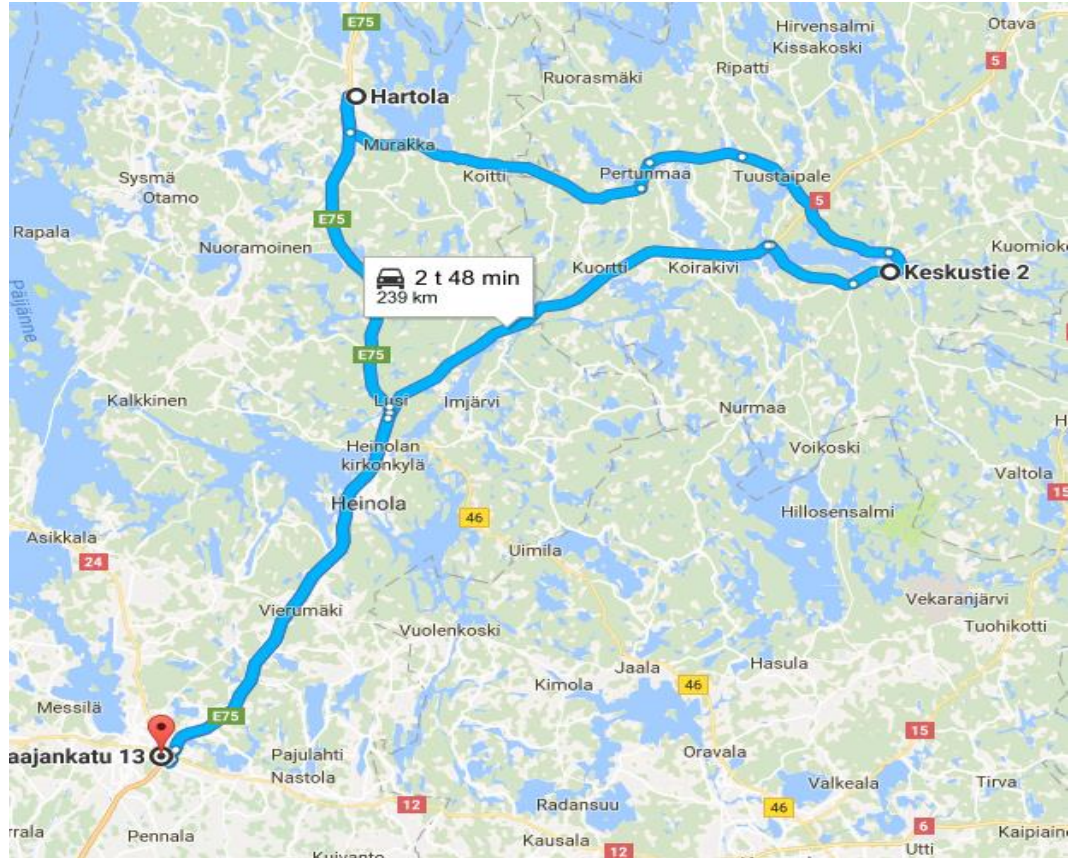 E75
Hirvensalmi
Kissakoski
Otava
5
Ruorasmäki
Ripatti
Hartola
Murakka
Koitti
Pertunmaa
Tuustaipale
Sysmä
Otamo
5
E75
Rapala
Nuoramoinen
Kuortti
Koirakivi
Kuomioko
Keskustie 2
2 t 48 min
239 km
Päijänne
E75
Kalkkinen
Lusi
Imjärvi
Nurmaa
Heinolan
kirkonkylä
Voikoski
H
Valtola
15
Heinola
46
Hillosensalmi
Asikkala
24
Uimila
Vierumäki
Vuolenkoski
Vekaranjärvi
Tuohikotti
Jaala
Hasula
Kimola
46
Messilä
E75
15
aajankatu 13
Pajulahti
Nastola
Oravala
Valkeala
Tirva
12
Radansuu
46
rrala
Pennala
Kausala
6
Utti
Kaipiaine
Kuivanto
12